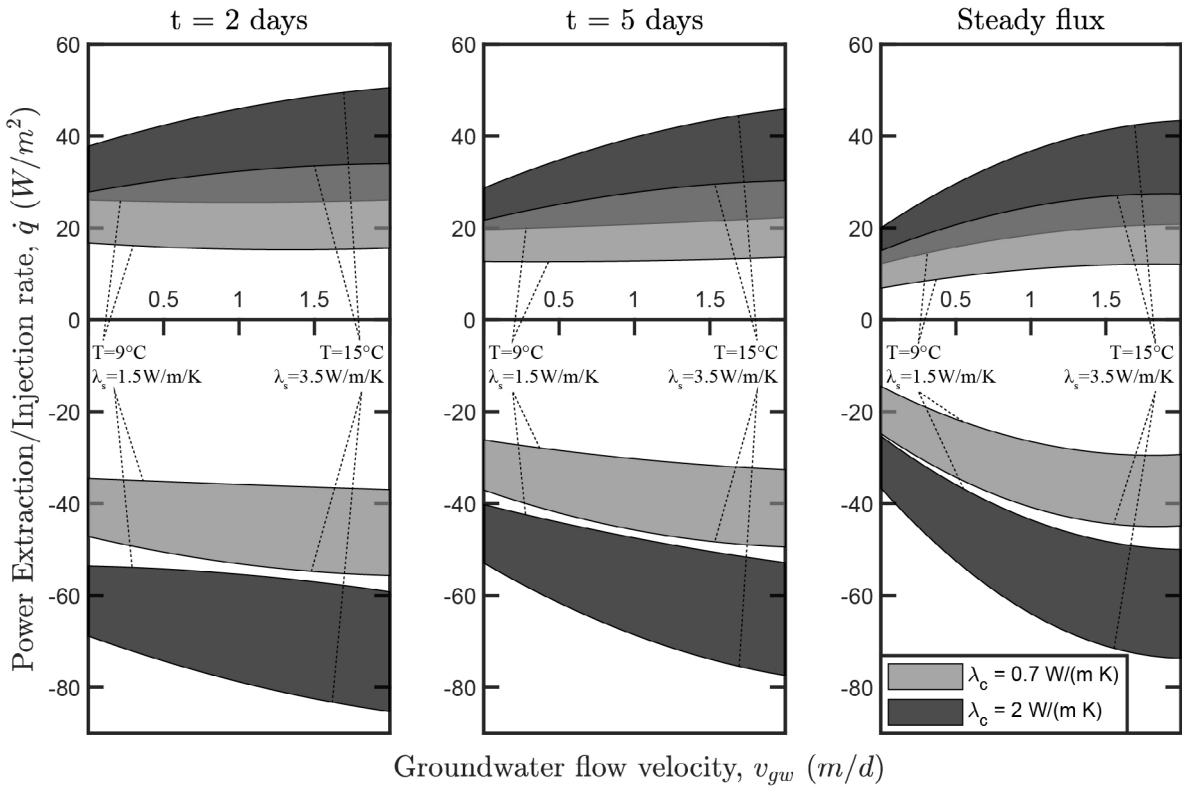 t = 2 days
t = 5 days
Steady flux
Power Extraction/Injection rate, q̇ (W/m²)
60
40
20
0
-20
-40
-60
-80
0.5
1
1.5
T=9°C
λs=1.5W/m/K
T=15°C
λs=3.5W/m/K
60
40
20
0
-20
-40
-60
-80
0.5
1
1.5
T=9°C
λs=1.5W/m/K
T=15°C
λs=3.5W/m/K
60
40
20
0
-20
-40
-60
-80
0.5
1
1.5
T=9°C
λs=1.5W/m/K
T=15°C
λs=3.5W/m/K
λc = 0.7 W/(m K)
λc = 2 W/(m K)
Groundwater flow velocity, vgw (m/d)